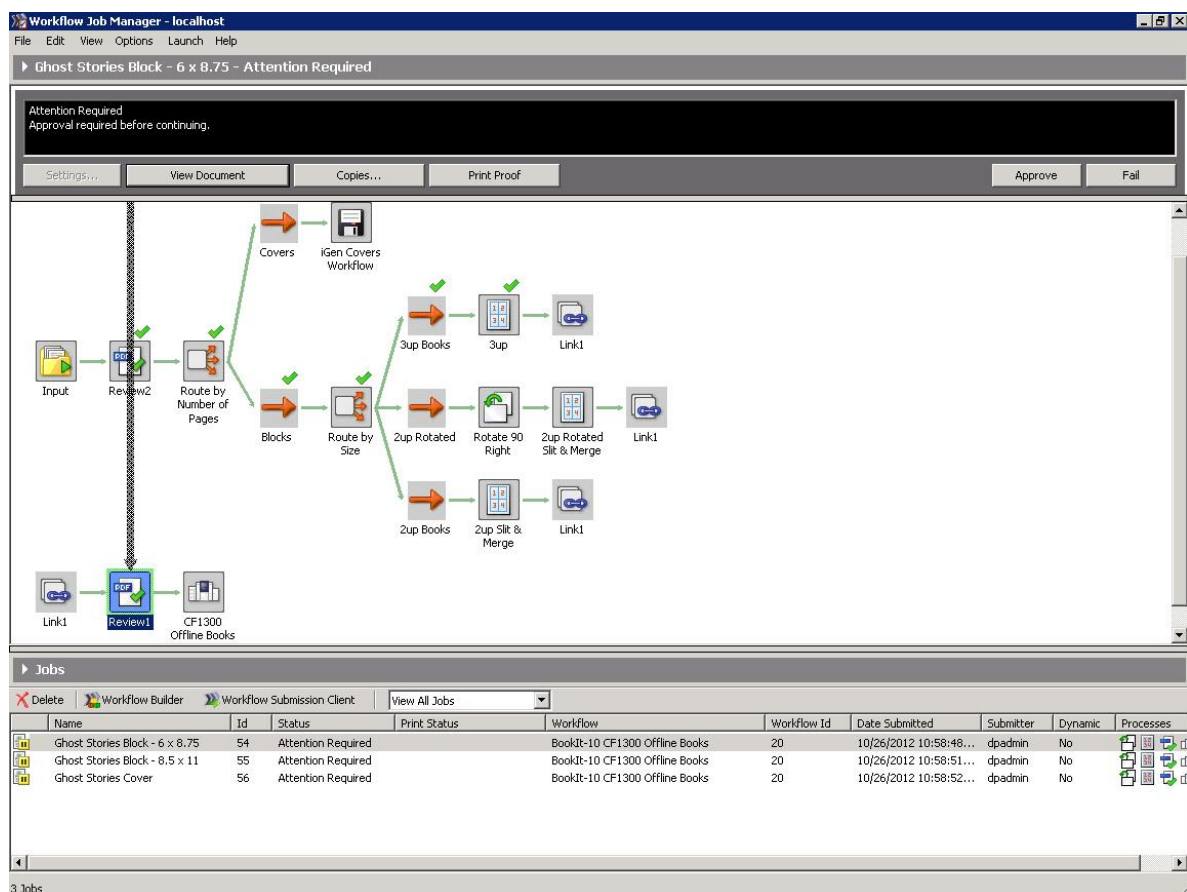 Workflow Job Manager - localhost
File Edit View Options Launch Help
Ghost Stories Block - 6 x 8.75 - Attention Required
Attention Required
Approval required before continuing.
Settings... View Document Copies... Print Proof Approve Fail
Covers
iGen Covers
Workflow
3up Books
3up
Link1
Input
PDF
Review2
Route by
Number of
Pages
Blocks
Route by
Size
2up Rotated
Rotate 90
Right
2up Rotated
Slit & Merge
Link1
2up Books
2up Slit &
Merge
Link1
Link1
PDF
Review1
CF1300
Offline Books
Jobs
Delete Workflow Builder Workflow Submission Client View All Jobs
Name Id Status Print Status Workflow Workflow Id Date Submitted Submitter Dynamic Processes
Ghost Stories Block - 6 x 8.75 54 Attention Required BookIt-10 CF1300 Offline Books 20 10/26/2012 10:58:48... dpadmin No
Ghost Stories Block - 8.5 x 11 55 Attention Required BookIt-10 CF1300 Offline Books 20 10/26/2012 10:58:51... dpadmin No
Ghost Stories Cover 56 Attention Required BookIt-10 CF1300 Offline Books 20 10/26/2012 10:58:52... dpadmin No
3 Jobs